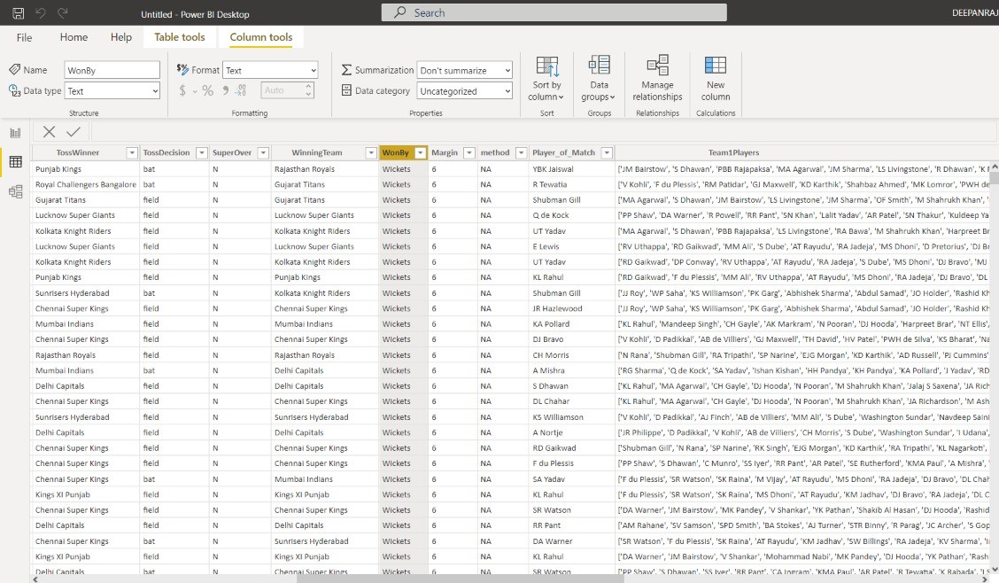 Untitled - Power BI Desktop Search DEEPANRAJ
File Home Help Table tools Column tools
Name WonBy Format Text Summarization Don't summarize Sort by column Data groups Manage relationships New column
Data type Text $ % Auto Data category Uncategorized
Structure Formatting Properties Sort Groups Relationships Calculations
TossWinner TossDecision SuperOver WinningTeam WonBy Margin method Player_of_Match Team1Players
Punjab Kings bat N Rajasthan Royals Wickets 6 NA YBK Jaiswal ['JM Bairstow', 'S Dhawan', 'PBB Rajapaksa', 'MA Agarwal', 'JM Sharma', 'LS Livingstone', 'R Dhawan', 'K R
Royal Challengers Bangalore bat N Gujarat Titans Wickets 6 NA R Tewatia ['V Kohli', 'F du Plessis', 'RM Patidar', 'GJ Maxwell', 'KD Karthik', 'Shahbaz Ahmed', 'MK Lomror', 'PWH de
Gujarat Titans field N Gujarat Titans Wickets 6 NA Shubman Gill ['MA Agarwal', 'S Dhawan', 'JM Bairstow', 'LS Livingstone', 'JM Sharma', 'OF Smith', 'M Shahrukh Khan', '
Lucknow Super Giants field N Lucknow Super Giants Wickets 6 NA Q de Kock ['PP Shaw', 'DA Warner', 'R Powell', 'RR Pant', 'SN Khan', 'Lalit Yadav', 'AR Patel', 'SN Thakur', 'Kuldeep Ya
Kolkata Knight Riders field N Kolkata Knight Riders Wickets 6 NA UT Yadav ['MA Agarwal', 'S Dhawan', 'PBB Rajapaksa', 'LS Livingstone', 'RA Bawa', 'M Shahrukh Khan', 'Harpreet Br
Lucknow Super Giants field N Lucknow Super Giants Wickets 6 NA E Lewis ['RV Uthappa', 'RD Gaikwad', 'MM Ali', 'S Dube', 'AT Rayudu', 'RA Jadeja', 'MS Dhoni', 'D Pretorius', 'DJ Br
Kolkata Knight Riders field N Kolkata Knight Riders Wickets 6 NA UT Yadav ['RD Gaikwad', 'DP Conway', 'RV Uthappa', 'AT Rayudu', 'RA Jadeja', 'S Dube', 'MS Dhoni', 'DJ Bravo', 'MJ
Punjab Kings field N Punjab Kings Wickets 6 NA KL Rahul ['RD Gaikwad', 'F du Plessis', 'MM Ali', 'RV Uthappa', 'AT Rayudu', 'MS Dhoni', 'RA Jadeja', 'DJ Bravo', 'DL
Sunrisers Hyderabad bat N Kolkata Knight Riders Wickets 6 NA Shubman Gill ['JJ Roy', 'WP Saha', 'KS Williamson', 'PK Garg', 'Abhishek Sharma', 'Abdul Samad', 'JO Holder', 'Rashid Kh
Chennai Super Kings field N Chennai Super Kings Wickets 6 NA JR Hazlewood ['JJ Roy', 'WP Saha', 'KS Williamson', 'PK Garg', 'Abhishek Sharma', 'Abdul Samad', 'JO Holder', 'Rashid Kh
Mumbai Indians field N Mumbai Indians Wickets 6 NA KA Pollard ['KL Rahul', 'Mandeep Singh', 'CH Gayle', 'AK Markram', 'N Pooran', 'DJ Hooda', 'Harpreet Brar', 'NT Ellis',
Chennai Super Kings field N Chennai Super Kings Wickets 6 NA DJ Bravo ['V Kohli', 'D Padikkal', 'AB de Villiers', 'GJ Maxwell', 'TH David', 'HV Patel', 'PWH de Silva', 'KS Bharat', 'Na
Rajasthan Royals field N Rajasthan Royals Wickets 6 NA CH Morris ['N Rana', 'Shubman Gill', 'RA Tripathi', 'SP Narine', 'EJG Morgan', 'KD Karthik', 'AD Russell', 'PJ Cummins'
Mumbai Indians bat N Delhi Capitals Wickets 6 NA A Mishra ['RG Sharma', 'Q de Kock', 'SA Yadav', 'Ishan Kishan', 'HH Pandya', 'KH Pandya', 'KA Pollard', 'J Yadav', 'RD
Delhi Capitals field N Delhi Capitals Wickets 6 NA S Dhawan ['KL Rahul', 'MA Agarwal', 'CH Gayle', 'DJ Hooda', 'N Pooran', 'M Shahrukh Khan', 'Jalaj S Saxena', 'JA Rich
Chennai Super Kings field N Chennai Super Kings Wickets 6 NA DL Chahar ['KL Rahul', 'MA Agarwal', 'CH Gayle', 'DJ Hooda', 'N Pooran', 'M Shahrukh Khan', 'JA Richardson', 'M Ash
Sunrisers Hyderabad field N Sunrisers Hyderabad Wickets 6 NA KS Williamson ['V Kohli', 'D Padikkal', 'AJ Finch', 'AB de Villiers', 'MM Ali', 'S Dube', 'Washington Sundar', 'Navdeep Saini
Delhi Capitals field N Delhi Capitals Wickets 6 NA A Nortje ['JR Philippe', 'D Padikkal', 'V Kohli', 'AB de Villiers', 'CH Morris', 'S Dube', 'Washington Sundar', 'I Udana',
Chennai Super Kings field N Chennai Super Kings Wickets 6 NA RD Gaikwad ['Shubman Gill', 'N Rana', 'SP Narine', 'RK Singh', 'EJG Morgan', 'KD Karthik', 'RA Tripathi', 'KL Nagarkoti',
Chennai Super Kings field N Chennai Super Kings Wickets 6 NA F du Plessis ['PP Shaw', 'S Dhawan', 'C Munro', 'SS Iyer', 'RR Pant', 'AR Patel', 'SE Rutherford', 'KMA Paul', 'A Mishra', '
Chennai Super Kings bat N Mumbai Indians Wickets 6 NA SA Yadav ['F du Plessis', 'SR Watson', 'SK Raina', 'M Vijay', 'AT Rayudu', 'MS Dhoni', 'RA Jadeja', 'DJ Bravo', 'DL Chah
Kings XI Punjab field N Kings XI Punjab Wickets 6 NA KL Rahul ['F du Plessis', 'SR Watson', 'SK Raina', 'MS Dhoni', 'AT Rayudu', 'KM Jadhav', 'DJ Bravo', 'RA Jadeja', 'DL C
Chennai Super Kings field N Chennai Super Kings Wickets 6 NA SR Watson ['DA Warner', 'JM Bairstow', 'MK Pandey', 'V Shankar', 'YK Pathan', 'Shakib Al Hasan', 'DJ Hooda', 'Rashid
Delhi Capitals field N Delhi Capitals Wickets 6 NA RR Pant ['AM Rahane', 'SV Samson', 'SPD Smith', 'BA Stokes', 'AJ Turner', 'STR Binny', 'R Parag', 'JC Archer', 'S Gop
Chennai Super Kings bat N Sunrisers Hyderabad Wickets 6 NA DA Warner ['SR Watson', 'F du Plessis', 'SK Raina', 'AT Rayudu', 'KM Jadhav', 'SW Billings', 'RA Jadeja', 'KV Sharma', 'I
Kings XI Punjab field N Kings XI Punjab Wickets 6 NA KL Rahul ['DA Warner', 'JM Bairstow', 'V Shankar', 'Mohammad Nabi', 'MK Pandey', 'DJ Hooda', 'YK Pathan', 'Rash
Delhi Capitals bat N Chennai Super Kings Wickets 6 NA SR Watson ['PP Shaw', 'S Dhawan', 'SS Iyer', 'RR Pant', 'CA Ingram', 'KMA Paul', 'AR Patel', 'R Tewatia', 'K Rabada', 'I S